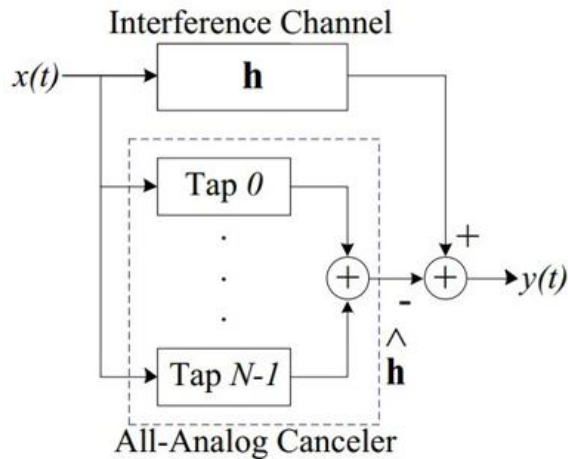 Interference Channel
x(t)
h
Tap 0
+
+
+
-
y(t)
^
h
Tap N-1
All-Analog Canceler